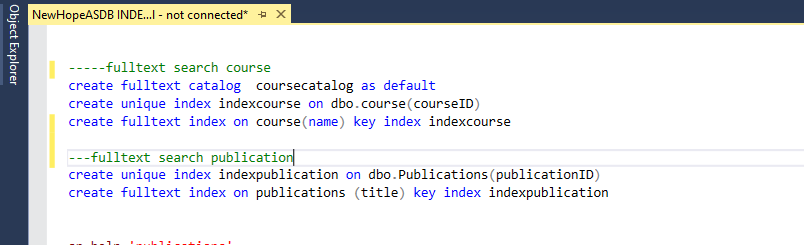 Object Explorer
NewHopeASDB INDE...l - not connected*
-----fulltext search course
create fulltext catalog  coursecatalog as default
create unique index indexcourse on dbo.course(courseID)
create fulltext index on course(name) key index indexcourse
---fulltext search publication
create unique index indexpublication on dbo.Publications(publicationID)
create fulltext index on publications (title) key index indexpublication